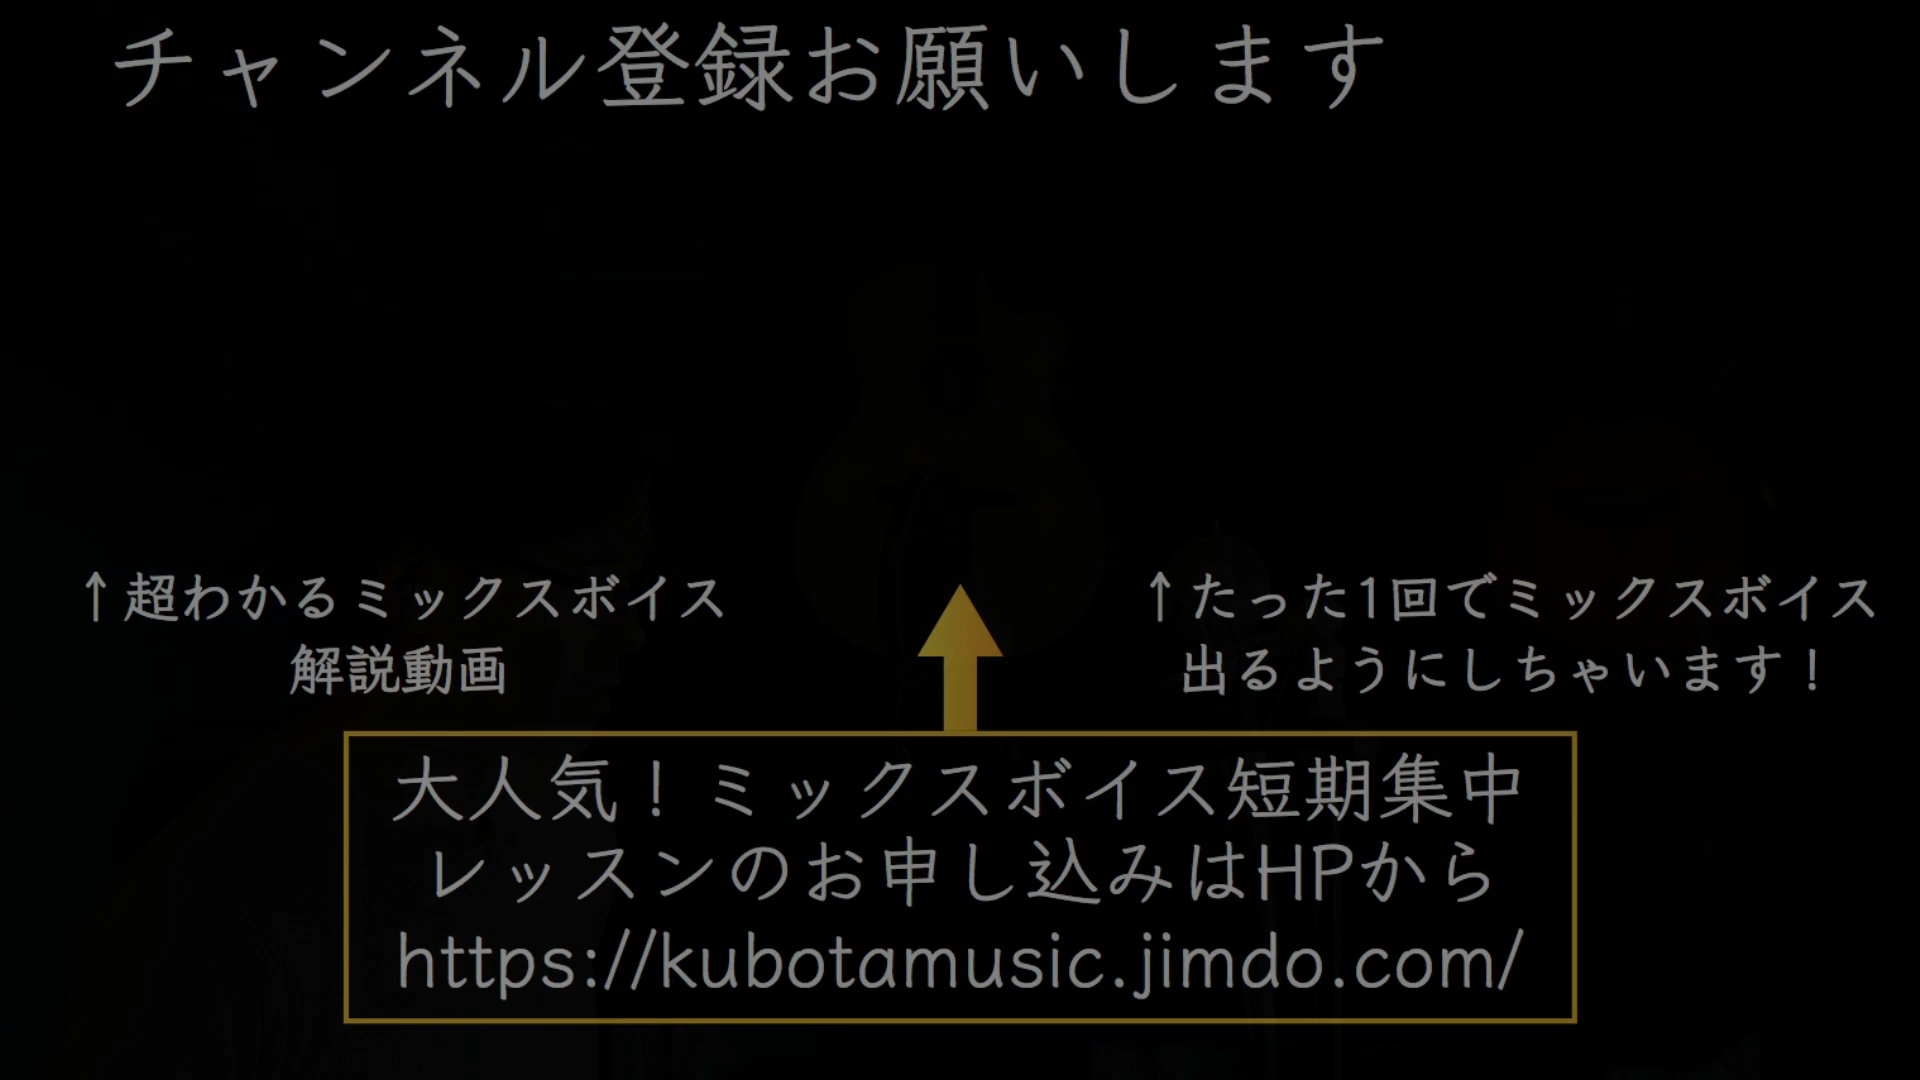 チャンネル登録お願いします
↑超わかるミックスボイス
解説動画
↑たった1回でミックスボイス
出るようにしちゃいます！
大人気！ミックスボイス短期集中
レッスンのお申し込みはHPから
https://kubotamusic.jimdo.com/